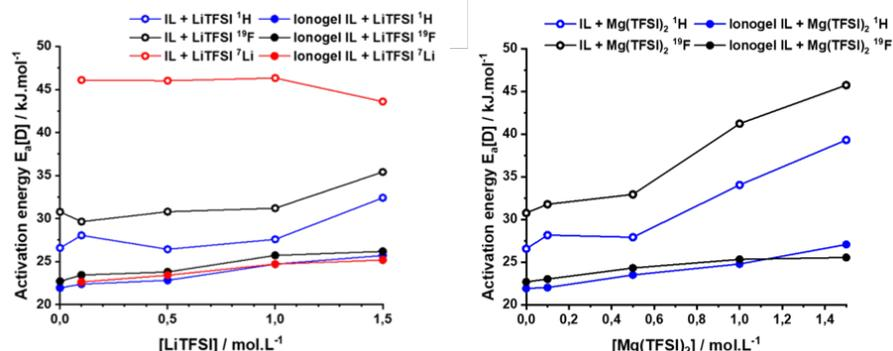 IL + LiTFSI ¹H Ionogel IL + LiTFSI ¹H
IL + LiTFSI ¹⁹F Ionogel IL + LiTFSI ¹⁹F
IL + LiTFSI ⁷Li Ionogel IL + LiTFSI ⁷Li
Activation energy Eₐ[D] / kJ.mol⁻¹
50
45
40
35
30
25
20
0,0 0,5 1,0 1,5
[LiTFSI] / mol.L⁻¹
IL + Mg(TFSI)₂ ¹H Ionogel IL + Mg(TFSI)₂ ¹H
IL + Mg(TFSI)₂ ¹⁹F Ionogel IL + Mg(TFSI)₂ ¹⁹F
Activation energy Eₐ[D] / kJ.mol⁻¹
50
45
40
35
30
25
20
0,0 0,2 0,4 0,6 0,8 1,0 1,2 1,4
[Mg(TFSI)₂] / mol.L⁻¹